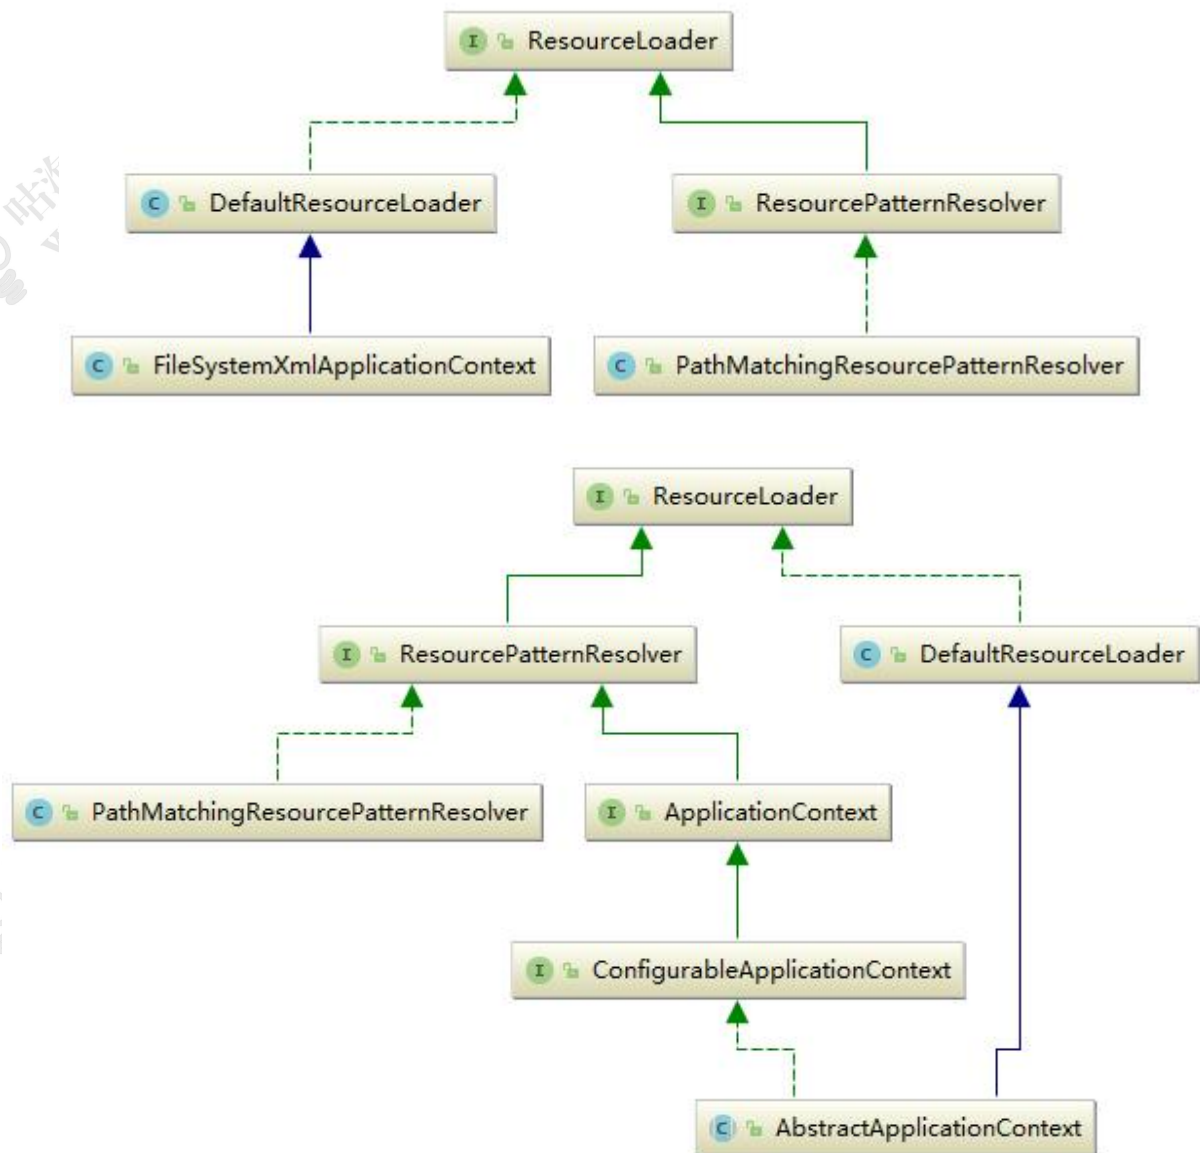 I ResourceLoader
C DefaultResourceLoader
I ResourcePatternResolver
C FileSystemXmlApplicationContext
C PathMatchingResourcePatternResolver
I ResourceLoader
I ResourcePatternResolver
C DefaultResourceLoader
C PathMatchingResourcePatternResolver
I ApplicationContext
I ConfigurableApplicationContext
C AbstractApplicationContext